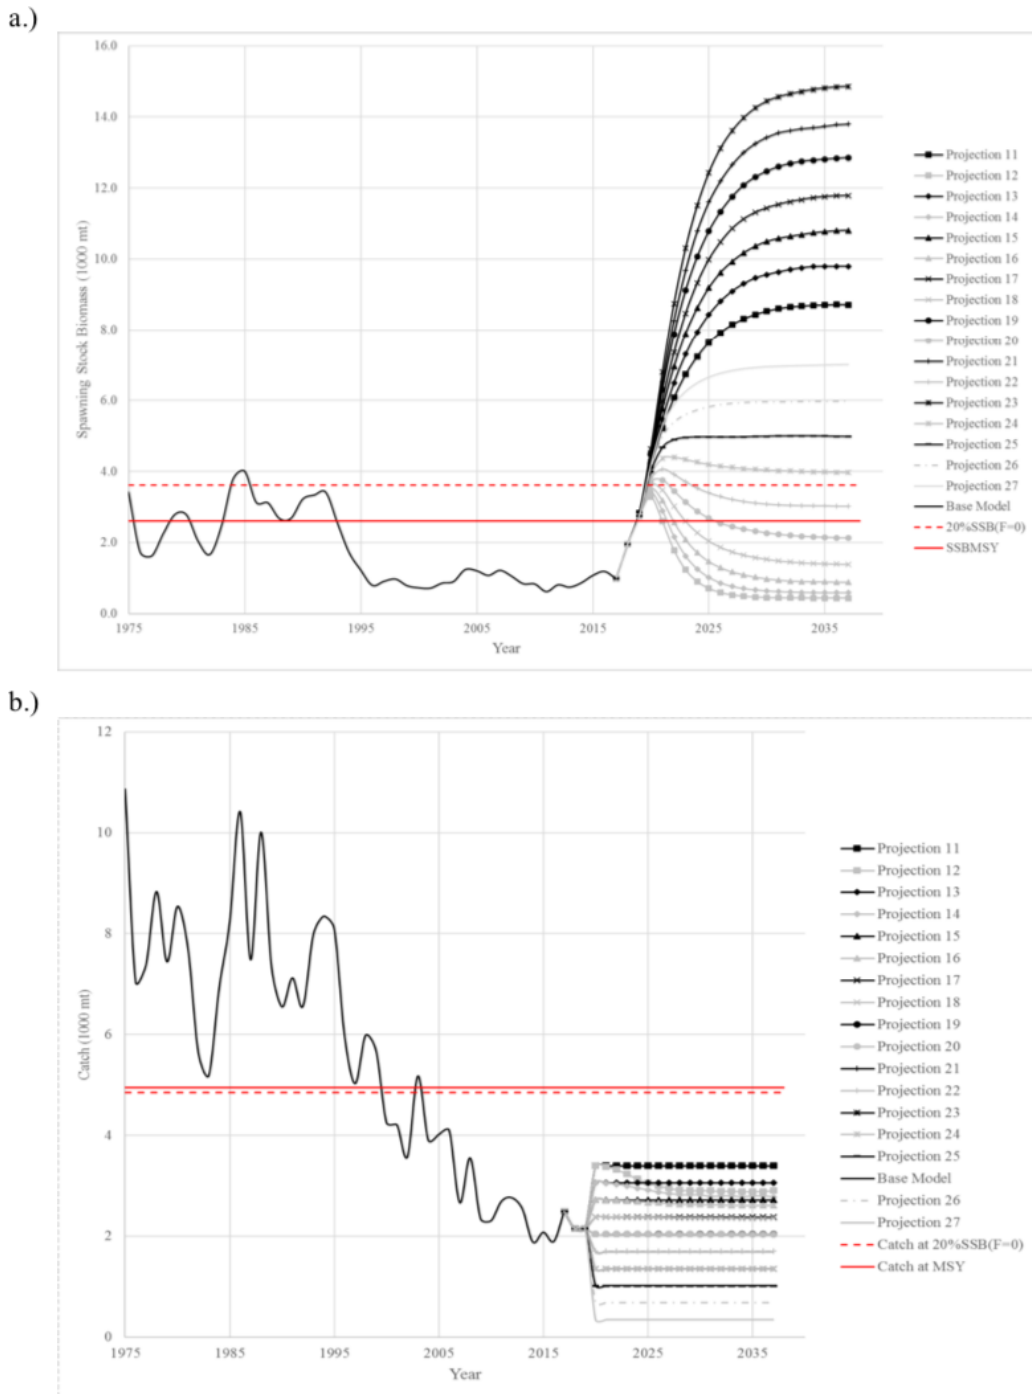 a.)
16.0
14.0
12.0
10.0
8.0
6.0
4.0
2.0
0.0
Spawning Stock Biomass (1000 mt)
1975 1985 1995 2005 2015 2025 2035
Year
Projection 11
Projection 12
Projection 13
Projection 14
Projection 15
Projection 16
Projection 17
Projection 18
Projection 19
Projection 20
Projection 21
Projection 22
Projection 23
Projection 24
Projection 25
Projection 26
Projection 27
Base Model
20%SSB(F=0)
SSBMSY
b.)
12
10
8
6
4
2
0
Catch (1000 mt)
1975 1985 1995 2005 2015 2025 2035
Year
Projection 11
Projection 12
Projection 13
Projection 14
Projection 15
Projection 16
Projection 17
Projection 18
Projection 19
Projection 20
Projection 21
Projection 22
Projection 23
Projection 24
Projection 25
Base Model
Projection 26
Projection 27
Catch at 20%SSB(F=0)
Catch at MSY